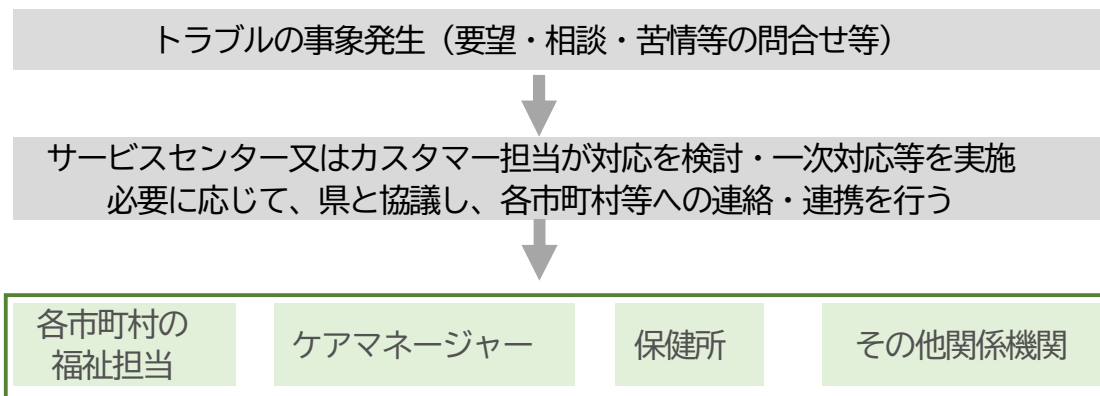 トラブルの事象発生（要望・相談・苦情等の問合せ等）
サービスセンター又はカスタマー担当が対応を検討・一次対応等を実施
必要に応じて、県と協議し、各市町村等への連絡・連携を行う
各市町村の
福祉担当
ケアマネージャー
保健所
その他関係機関